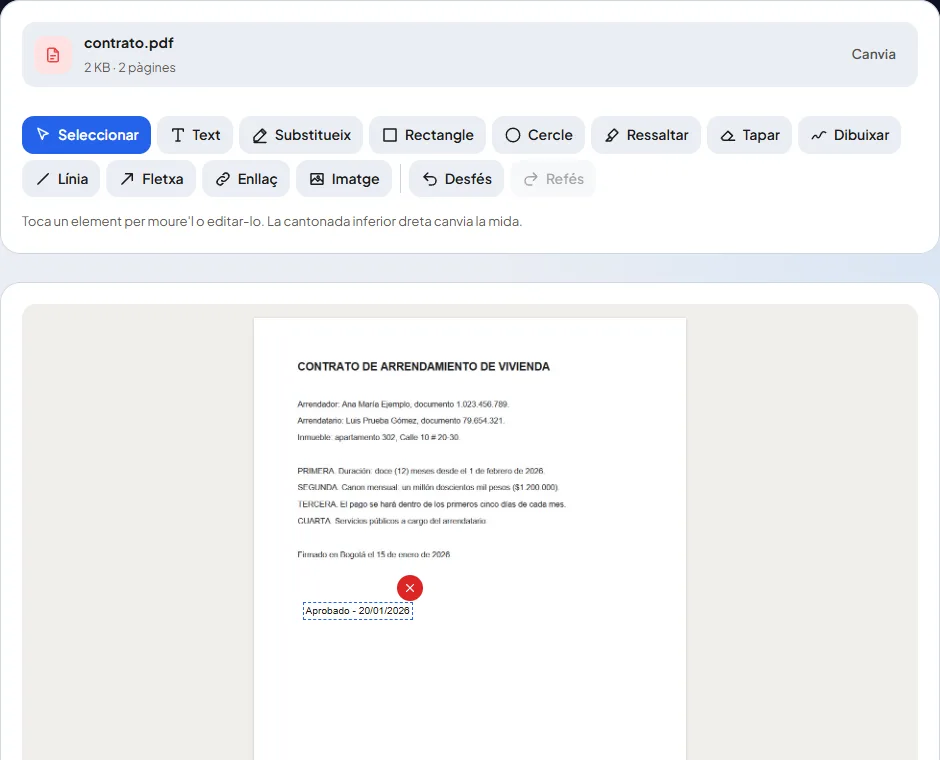 contrato.pdf
2 KB · 2 pàgines
Canvia
Seleccionar
Text
Substitueix
Rectangle
Cercle
Ressaltar
Tapar
Dibuixar
Línia
Fletxa
Enllaç
Imatge
Desfés
Refés
Toca un element per moure'l o editar-lo. La cantonada inferior dreta canvia la mida.
CONTRATO DE ARRENDAMIENTO DE VIVIENDA
Arrendador: Ana María Ejemplo, documento 1.023.456.789.
Arrendatario: Luis Prueba Gómez, documento 79.654.321.
Inmueble: apartamento 302, Calle 10 # 20-30.
PRIMERA. Duración: doce (12) meses desde el 1 de febrero de 2026.
SEGUNDA. Canon mensual: un millón doscientos mil pesos ($1.200.000).
TERCERA. El pago se hará dentro de los primeros cinco días de cada mes.
CUARTA. Servicios públicos a cargo del arrendatario.
Firmado en Bogotá el 15 de enero de 2026.
Aprobado - 20/01/2026